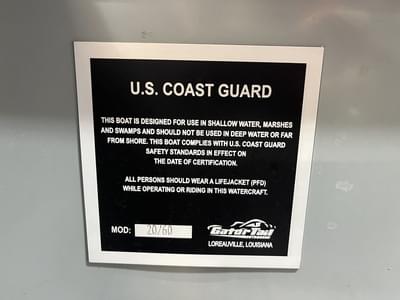 U.S. COAST GUARD
THIS BOAT IS DESIGNED FOR USE IN SHALLOW WATER, MARSHES
AND SWAMPS AND SHOULD NOT BE USED IN DEEP WATER OR FAR
FROM SHORE. THIS BOAT COMPLIES WITH U.S. COAST GUARD
SAFETY STANDARDS IN EFFECT ON
THE DATE OF CERTIFICATION.
ALL PERSONS SHOULD WEAR A LIFEJACKET (PFD)
WHILE OPERATING OR RIDING IN THIS WATERCRAFT.
MOD: 20/60
GatorTail
LOREAUVILLE, LOUISIANA